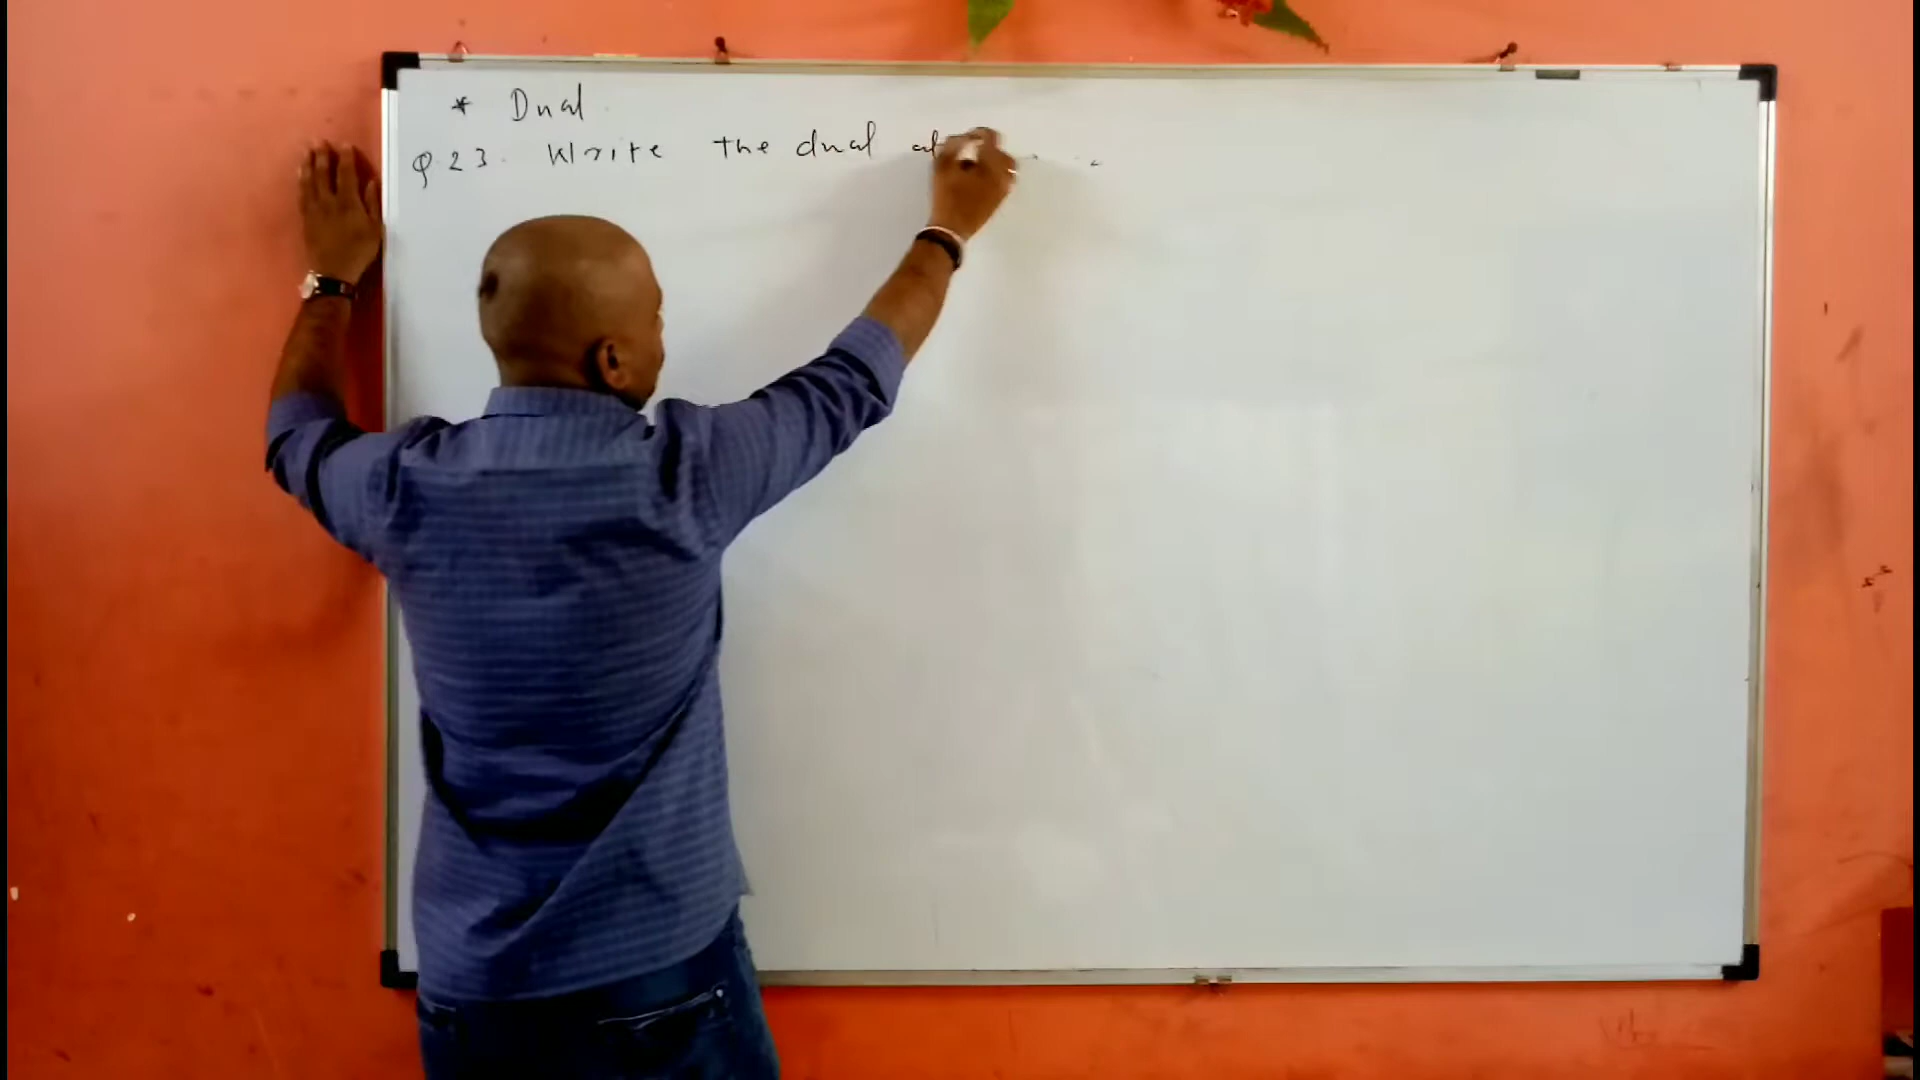 * Dual
Q.23. Write the dual of